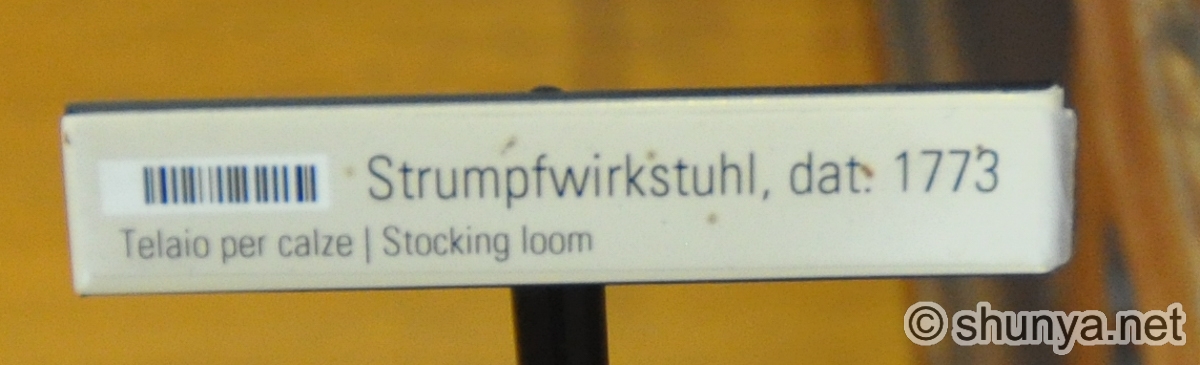 Strumpfwirkstuhl, dat. 1773
Telaio per calze | Stocking loom
© shunya.net